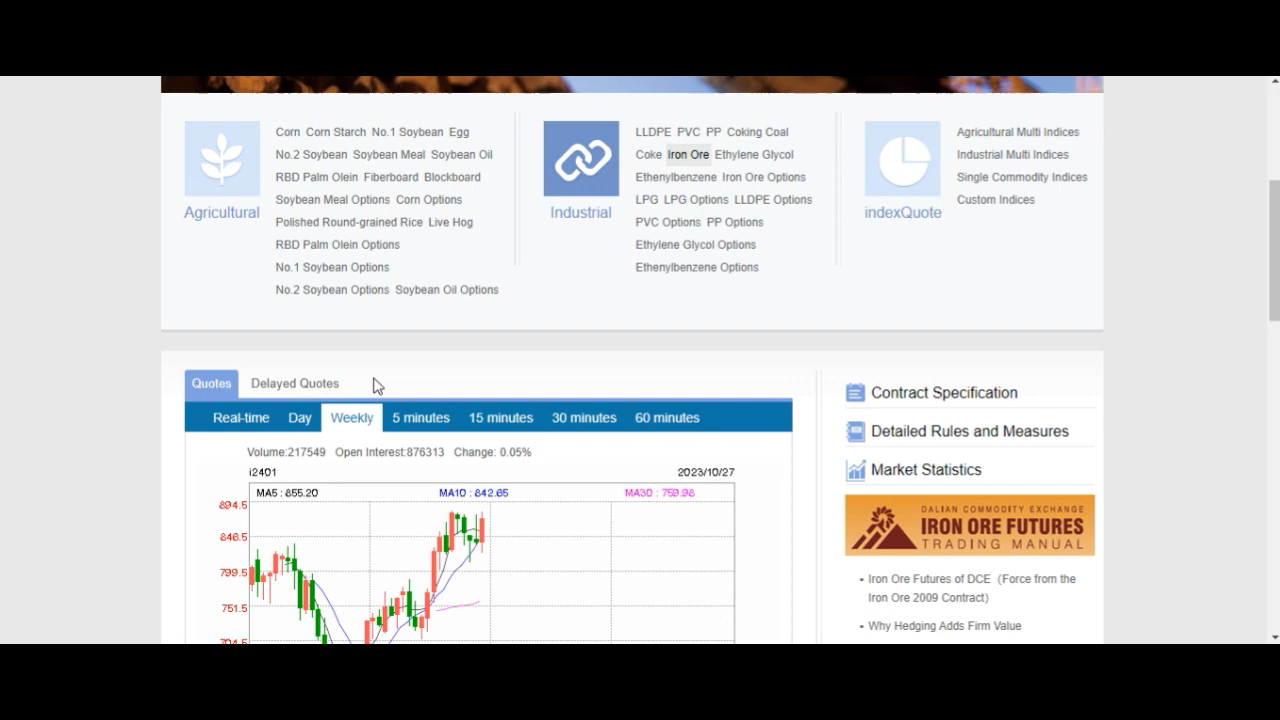 Corn Corn Starch No.1 Soybean Egg
No.2 Soybean Soybean Meal Soybean Oil
RBD Palm Olein Fiberboard Blockboard
Soybean Meal Options Corn Options
Polished Round-grained Rice Live Hog
RBD Palm Olein Options
No.1 Soybean Options
No.2 Soybean Options Soybean Oil Options
Agricultural
LLDPE PVC PP Coking Coal
Coke Iron Ore Ethylene Glycol
Ethenylbenzene Iron Ore Options
LPG LPG Options LLDPE Options
PVC Options PP Options
Ethylene Glycol Options
Ethenylbenzene Options
Industrial
Agricultural Multi Indices
Industrial Multi Indices
Single Commodity Indices
Custom Indices
indexQuote
Quotes Delayed Quotes
Real-time Day Weekly 5 minutes 15 minutes 30 minutes 60 minutes
Volume:217549 Open Interest:876313 Change: 0.05%
i2401 2023/10/27
MA5 : 855.20 MA10 : 842.65 MA30 : 759.98
894.5
846.5
799.5
751.5
704.5
Contract Specification
Detailed Rules and Measures
Market Statistics
DALIAN COMMODITY EXCHANGE
IRON ORE FUTURES
TRADING MANUAL
Iron Ore Futures of DCE（Force from the
Iron Ore 2009 Contract）
Why Hedging Adds Firm Value